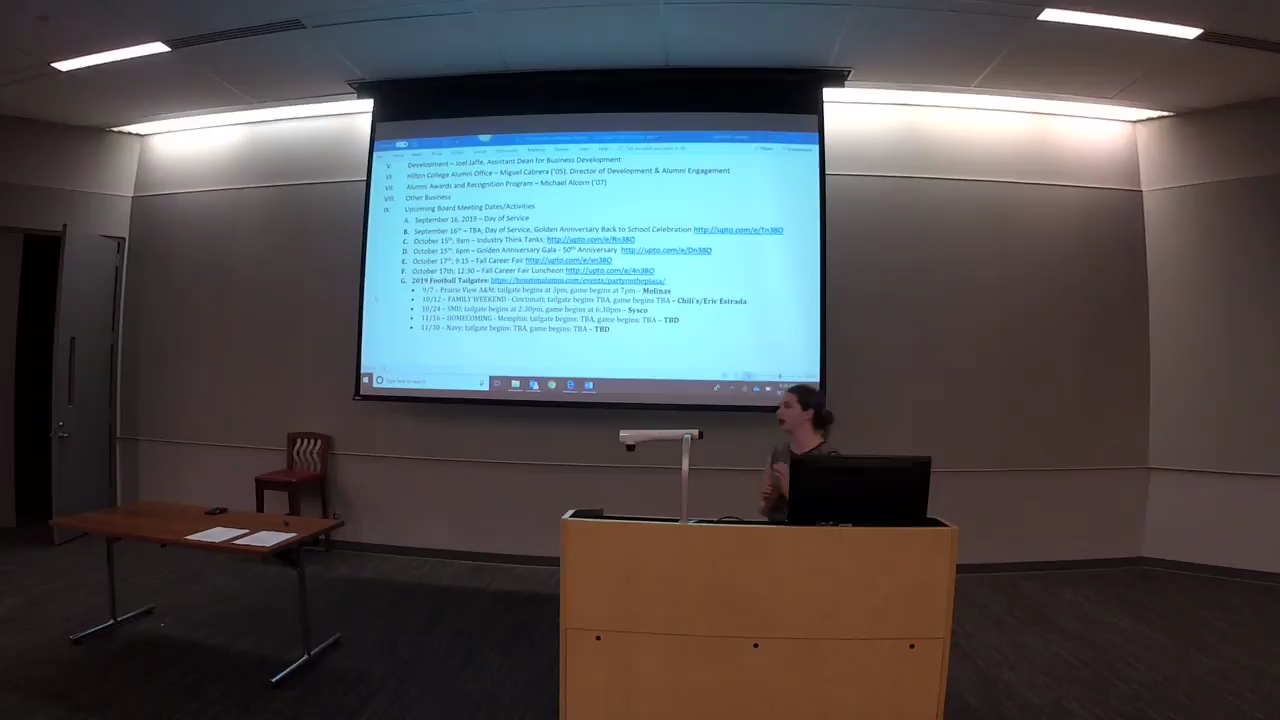 V. Development – Joel Jaffe, Assistant Dean for Business Development
VI. Hilton College Alumni Office – Miguel Cabrera ('05), Director of Development & Alumni Engagement
VII. Alumni Awards and Recognition Program – Michael Alcorn ('07)
VIII. Other Business
IX. Upcoming Board Meeting Dates/Activities
A. September 16, 2019 – Day of Service
B. September 16th – TBA; Day of Service, Golden Anniversary Back to School Celebration http://upto.com/e/Tn38O
C. October 15th; 9am – Industry Think Tanks; http://upto.com/e/Rn38O
D. October 15th; 6pm – Golden Anniversary Gala - 50th Anniversary http://upto.com/e/Dn38O
E. October 17th; 9:15 – Fall Career Fair http://upto.com/e/xn38O
F. October 17th; 12:30 – Fall Career Fair Luncheon http://upto.com/e/4n38O
G. 2019 Football Tailgates: https://houstonalumni.com/events/partyontheplaza/
• 9/7 – Prairie View A&M; tailgate begins at 3pm, game begins at 7pm – Molinas
• 10/12 – FAMILY WEEKEND - Cincinnati; tailgate begins TBA, game begins TBA – Chili's/Eric Estrada
• 10/24 – SMU, tailgate begins at 2:30pm, game begins at 6:30pm – Sysco
• 11/16 – HOMECOMING - Memphis; tailgate begins: TBA, game begins: TBA – TBD
• 11/30 – Navy; tailgate begins: TBA, game begins: TBA – TBD
Type here to search